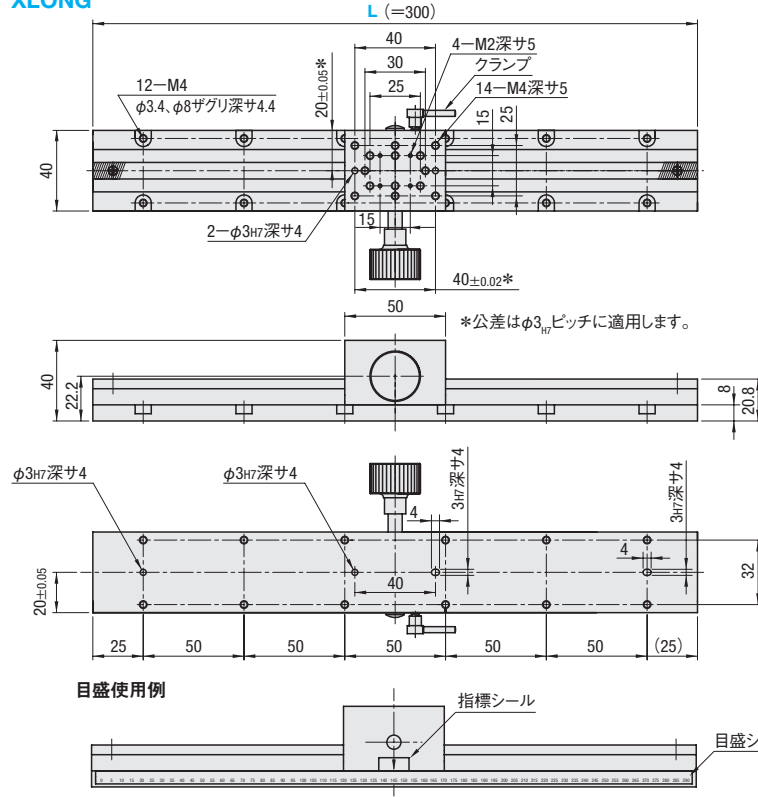 XLONG
L（＝300）
40
30
25
4－M2深サ5
クランプ
14－M4深サ5
12－M4
φ3.4、φ8ザグリ深サ4.4
20±0.05＊
15
25
40
15
2－φ3H7深サ4
40±0.02＊
50
＊公差はφ3H7ピッチに適用します。
40
22.2
8
20.8
φ3H7深サ4
φ3H7深サ4
4
3H7深サ4
4
3H7深サ4
40
20±0.05
32
25
50
50
50
50
50
(25)
目盛使用例
指標シール
目盛シ